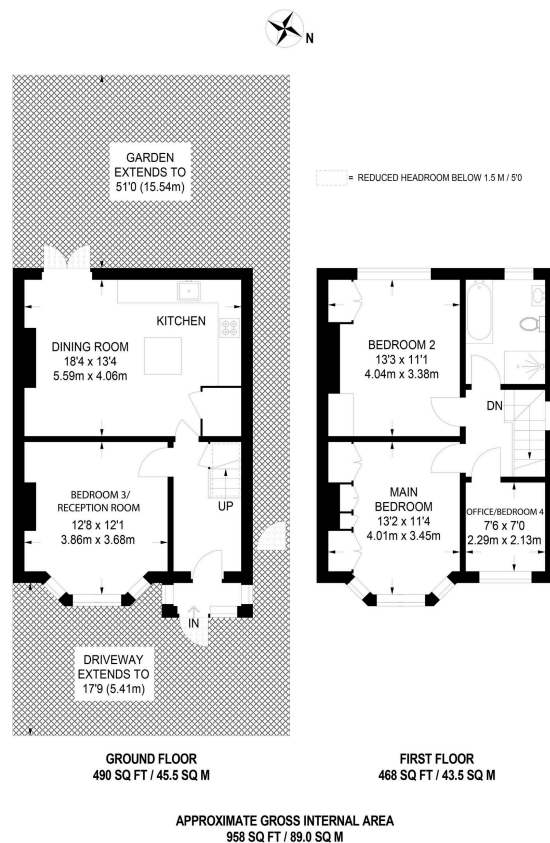 N
GARDEN
EXTENDS TO
51'0 (15.54m)
= REDUCED HEADROOM BELOW 1.5 M / 5'0
KITCHEN
DINING ROOM
18'4 x 13'4
5.59m x 4.06m
BEDROOM 3/
RECEPTION ROOM
12'8 x 12'1
3.86m x 3.68m
UP
IN
DRIVEWAY
EXTENDS TO
17'9 (5.41m)
BEDROOM 2
13'3 x 11'1
4.04m x 3.38m
DN
MAIN
BEDROOM
13'2 x 11'4
4.01m x 3.45m
OFFICE/BEDROOM 4
7'6 x 7'0
2.29m x 2.13m
GROUND FLOOR
490 SQ FT / 45.5 SQ M
FIRST FLOOR
468 SQ FT / 43.5 SQ M
APPROXIMATE GROSS INTERNAL AREA
958 SQ FT / 89.0 SQ M